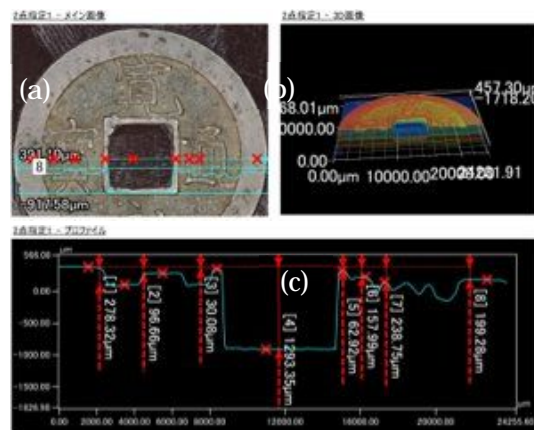 2点指定1 - メイン画像
2点指定1 - 3D画像
(a)
寛
通
8
-917.58μm
(b)
457.30μm
-1718.20
68.01μm
0000.00
0.00
0.00μm
10000.00
2点指定1 - プロファイル
(c)
0.00
-500.00
-1500.00
[1] 278.32μm
[2] 96.66μm
[3] 30.08μm
[4] 1293.35μm
[5] 62.92μm
[6] 157.99μm
[7] 238.75μm
[8] 199.28μm
μm
0.00
2000.00
4000.00
6000.00
8000.00
12000.00
16000.00
20000.00
24255.60